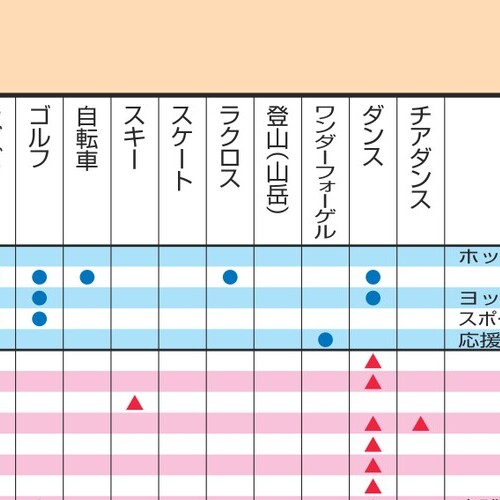 ゴルフ
自転車
スキー
スケート
ラクロス
登山(山岳)
ワンダーフォーゲル
ダンス
チアダンス
ホッ
ヨッ
スポー
応援